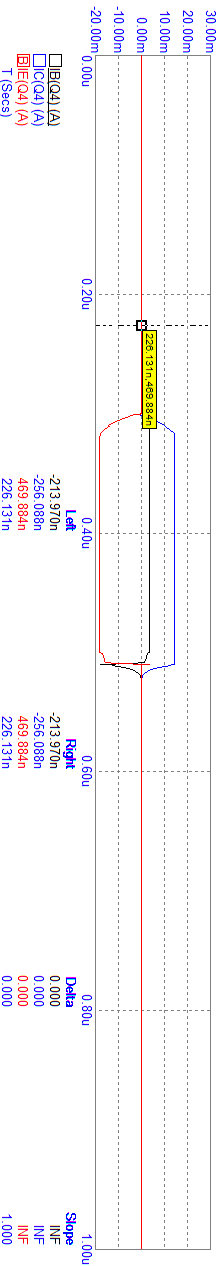 30.00m
20.00m
10.00m
0.00m
-10.00m
-20.00m
226.131n,469.884n
0.00u 0.20u 0.40u 0.60u 0.80u 1.00u
Left Right Delta Slope
IB(Q4) (A) -213.970n -213.970n 0.000 INF
IC(Q4) (A) -256.088n -256.088n 0.000 INF
B IE(Q4) (A) 469.884n 469.884n 0.000 INF
T (Secs) 226.131n 226.131n 0.000 1.000